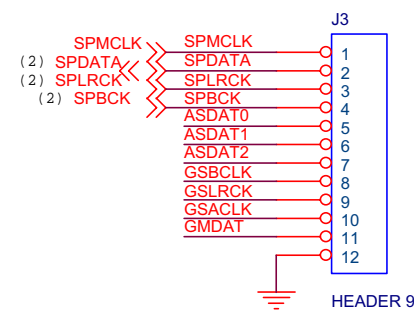 J3
SPMCLK SPMCLK 1
(2) SPDATA SPDATA 2
(2) SPLRCK SPLRCK 3
(2) SPBCK SPBCK 4
ASDAT0 5
ASDAT1 6
ASDAT2 7
GSBCLK 8
GSLRCK 9
GSACLK 10
GMDAT 11
12
HEADER 9